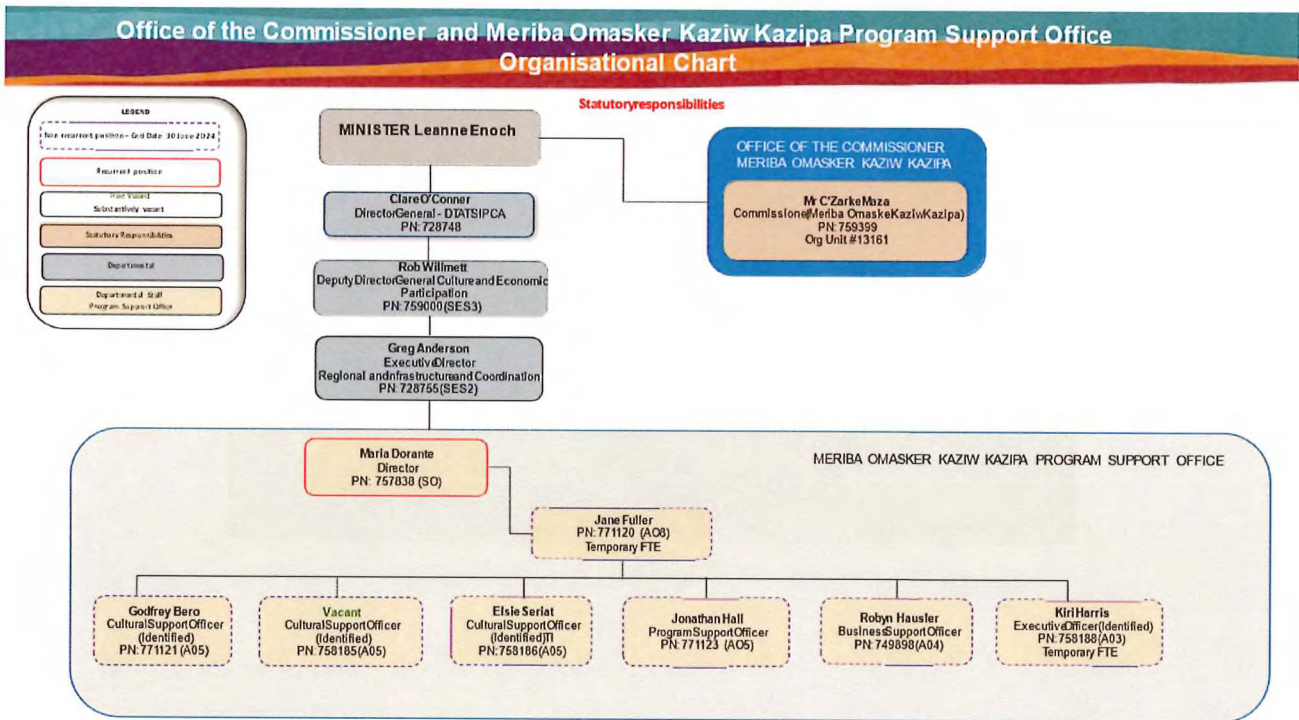 Office of the Commissioner and Meriba Omasker Kaziw Kazipa Program Support Office
Organisational Chart
Statutoryresponsibilities
LEGEND
Non recurrent position - End Date 30 June 2024
Recurrent position
Vacant
Substantively vacant
Statutory Responsibilities
Departmental
Departmental Staff
Program Support Office
MINISTER Leanne Enoch
OFFICE OF THE COMMISSIONER
MERIBA OMASKER KAZIW KAZIPA
Mr C'Zarke Maza
Commissioner(Meriba OmaskeKaziwKazipa)
PN: 759399
Org Unit #13161
Clare O'Conner
DirectorGeneral - DTATSIPCA
PN: 728748
Rob Willmett
Deputy DirectorGeneral Culture and Economic
Participation
PN: 759000 (SES3)
Greg Anderson
ExecutiveDirector
Regional andInfrastructure and Coordination
PN: 728755 (SES2)
MERIBA OMASKER KAZIW KAZIPA PROGRAM SUPPORT OFFICE
Maria Dorante
Director
PN: 757838 (SO)
Jane Fuller
PN: 771120 (AO8)
Temporary FTE
Godfrey Bero
CulturalSupportOfficer
(Identified)
PN: 771121 (A05)
Vacant
CulturalSupportOfficer
(Identified)
PN: 758185(A05)
Elsie Seriat
CulturalSupportOfficer
(Identified)TI
PN: 758186(A05)
Jonathan Hall
ProgramSupportOfficer
PN: 771123 (AO5)
Robyn Hausler
BusinessSupportOfficer
PN: 749898(A04)
Kiri Harris
ExecutiveOfficer(Identified)
PN: 758188(A03)
Temporary FTE